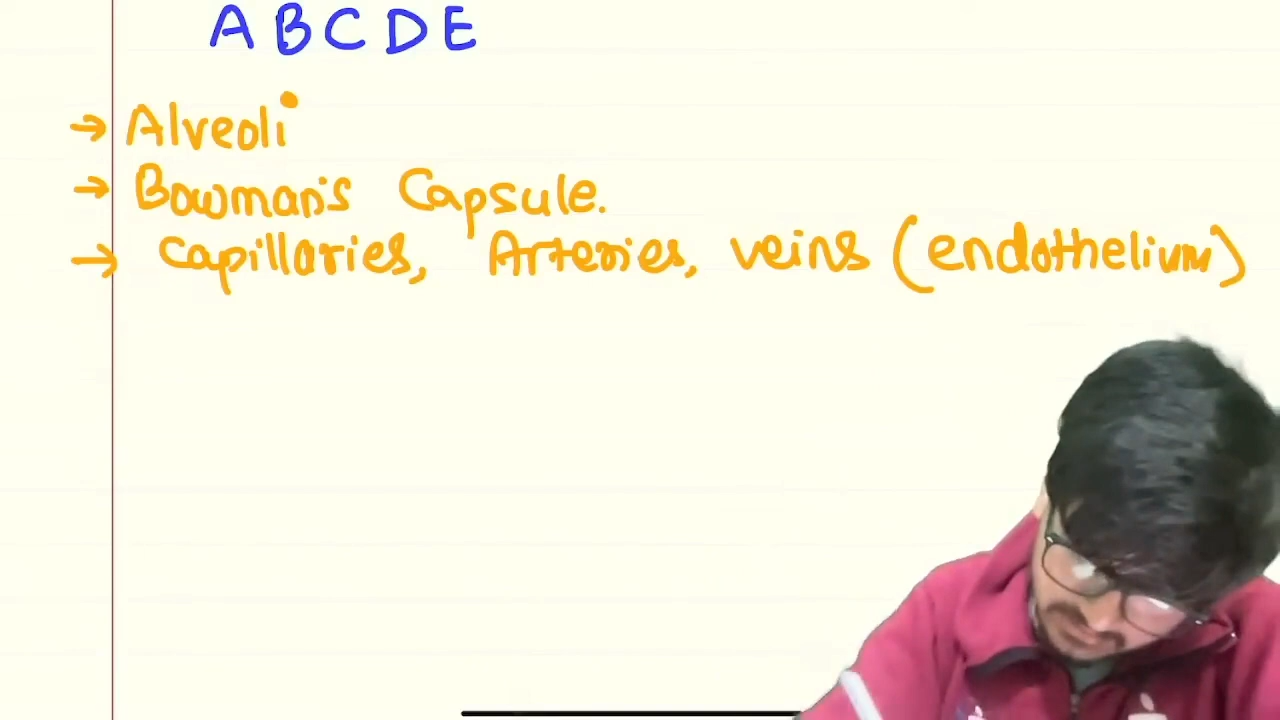 A B C D E
→ Alveoli
→ Bowman's Capsule.
→ Capillaries, Arteries, veins (endothelium)